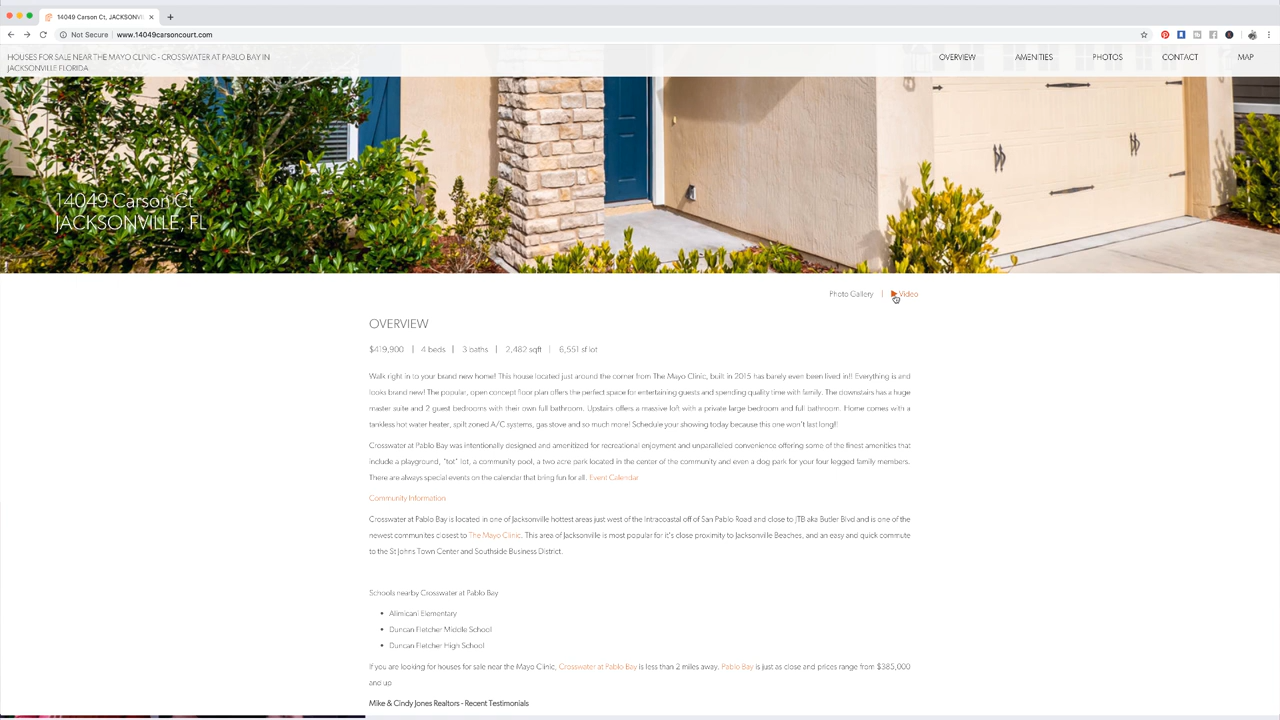 14049 Carson Ct, JACKSONVI
Not Secure | www.14049carsoncourt.com
HOUSES FOR SALE NEAR THE MAYO CLINIC - CROSSWATER AT PABLO BAY IN
JACKSONVILLE FLORIDA.
OVERVIEW AMENITIES PHOTOS CONTACT MAP
14049 Carson Ct
JACKSONVILLE, FL
Photo Gallery | Video
OVERVIEW
$419,900 | 4 beds | 3 baths | 2,482 sqft | 6,551 sf lot
Walk right in to your brand new home! This house located just around the corner from The Mayo Clinic, built in 2015 has barely even been lived in!! Everything is and
looks brand new! The popular, open concept floor plan offers the perfect space for entertaining guests and spending quality time with family. The downstairs has a huge
master suite and 2 guest bedrooms with their own full bathroom. Upstairs offers a massive loft with a private large bedroom and full bathroom. Home comes with a
tankless hot water heater, spilt zoned A/C systems, gas stove and so much more! Schedule your showing today because this one won't last long!!
Crosswater at Pablo Bay was intentionally designed and amenitized for recreational enjoyment and unparalleled convenience offering some of the finest amenities that
include a playground, "tot" lot, a community pool, a two acre park located in the center of the community and even a dog park for your four legged family members.
There are always special events on the calendar that bring fun for all. Event Calendar
Community Information
Crosswater at Pablo Bay is located in one of Jacksonville hottest areas just west of the Intracoastal off of San Pablo Road and close to JTB aka Butler Blvd and is one of the
newest communites closest to The Mayo Clinic. This area of Jacksonville is most popular for it's close proximity to Jacksonville Beaches, and an easy and quick commute
to the St Johns Town Center and Southside Business District.
Schools nearby Crosswater at Pablo Bay
• Alimicani Elementary
• Duncan Fletcher Middle School
• Duncan Fletcher High School
If you are looking for houses for sale near the Mayo Clinic, Crosswater at Pablo Bay is less than 2 miles away. Pablo Bay is just as close and prices range from $385,000
and up
Mike & Cindy Jones Realtors - Recent Testimonials